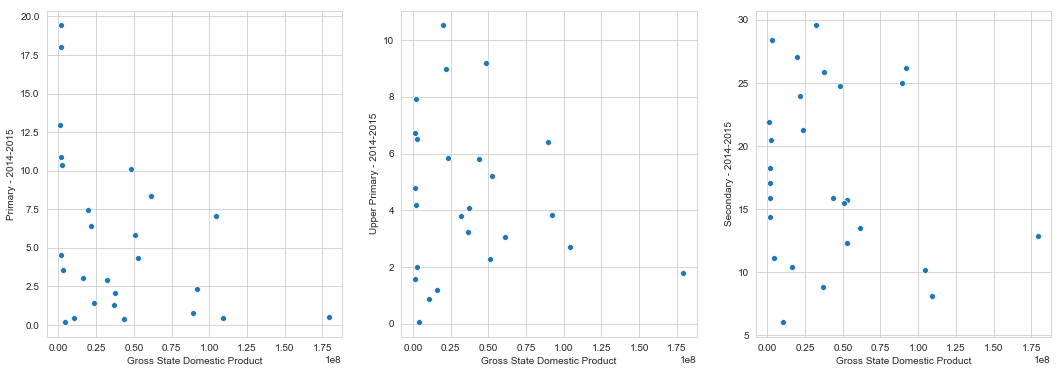 20.0
17.5
15.0
12.5
10.0
7.5
5.0
2.5
0.0
Primary - 2014-2015
0.00 0.25 0.50 0.75 1.00 1.25 1.50 1.75
1e8
Gross State Domestic Product
10
8
6
4
2
0
Upper Primary - 2014-2015
0.00 0.25 0.50 0.75 1.00 1.25 1.50 1.75
1e8
Gross State Domestic Product
30
25
20
15
10
5
Secondary - 2014-2015
0.00 0.25 0.50 0.75 1.00 1.25 1.50 1.75
1e8
Gross State Domestic Product